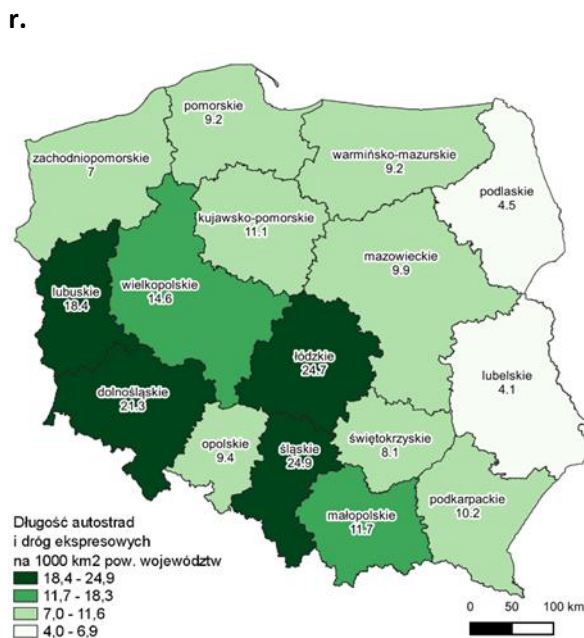 r.
pomorskie
9.2
zachodniopomorskie
7
warmińsko-mazurskie
9.2
podlaskie
4.5
kujawsko-pomorskie
11.1
mazowieckie
9.9
lubuskie
18.4
wielkopolskie
14.6
łódzkie
24.7
lubelskie
4.1
dolnośląskie
21.3
opolskie
9.4
śląskie
24.9
świętokrzyskie
8.1
małopolskie
11.7
podkarpackie
10.2
Długość autostrad
i dróg ekspresowych
na 1000 km2 pow. województw
18,4 - 24,9
11,7 - 18,3
7,0 - 11,6
4,0 - 6,9
0 50 100 km